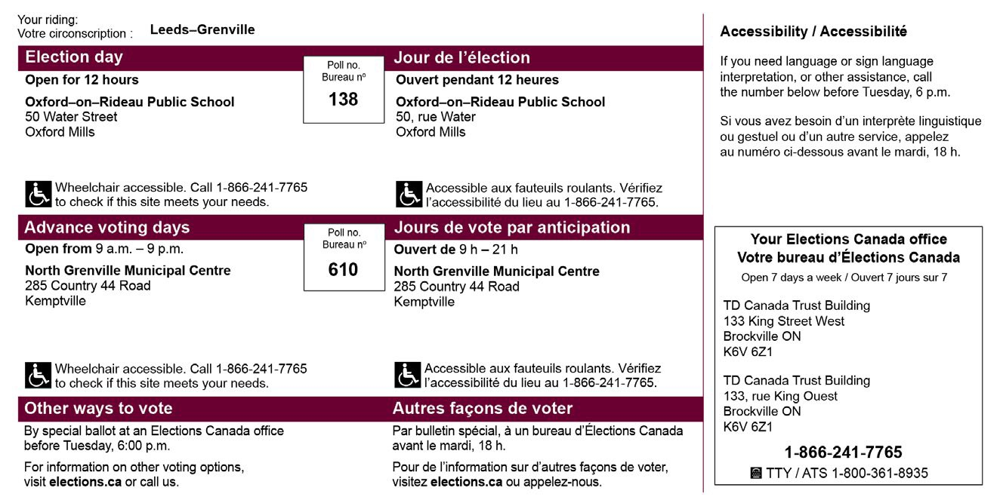 Your riding:
Votre circonscription : Leeds–Grenville
Election day
Poll no.
Bureau nº
138
Open for 12 hours
Oxford–on–Rideau Public School
50 Water Street
Oxford Mills
Wheelchair accessible. Call 1-866-241-7765
to check if this site meets your needs.
Jour de l’élection
Ouvert pendant 12 heures
Oxford–on–Rideau Public School
50, rue Water
Oxford Mills
Accessible aux fauteuils roulants. Vérifiez
l’accessibilité du lieu au 1-866-241-7765.
Advance voting days
Poll no.
Bureau nº
610
Open from 9 a.m. – 9 p.m.
North Grenville Municipal Centre
285 Country 44 Road
Kemptville
Wheelchair accessible. Call 1-866-241-7765
to check if this site meets your needs.
Jours de vote par anticipation
Ouvert de 9 h – 21 h
North Grenville Municipal Centre
285 Country 44 Road
Kemptville
Accessible aux fauteuils roulants. Vérifiez
l’accessibilité du lieu au 1-866-241-7765.
Other ways to vote
By special ballot at an Elections Canada office
before Tuesday, 6:00 p.m.
For information on other voting options,
visit elections.ca or call us.
Autres façons de voter
Par bulletin spécial, à un bureau d’Élections Canada
avant le mardi, 18 h.
Pour de l’information sur d’autres façons de voter,
visitez elections.ca ou appelez-nous.
Accessibility / Accessibilité
If you need language or sign language
interpretation, or other assistance, call
the number below before Tuesday, 6 p.m.
Si vous avez besoin d’un interprète linguistique
ou gestuel ou d’un autre service, appelez
au numéro ci-dessous avant le mardi, 18 h.
Your Elections Canada office
Votre bureau d’Élections Canada
Open 7 days a week / Ouvert 7 jours sur 7
TD Canada Trust Building
133 King Street West
Brockville ON
K6V 6Z1
TD Canada Trust Building
133, rue King Ouest
Brockville ON
K6V 6Z1
1-866-241-7765
TTY / ATS 1-800-361-8935